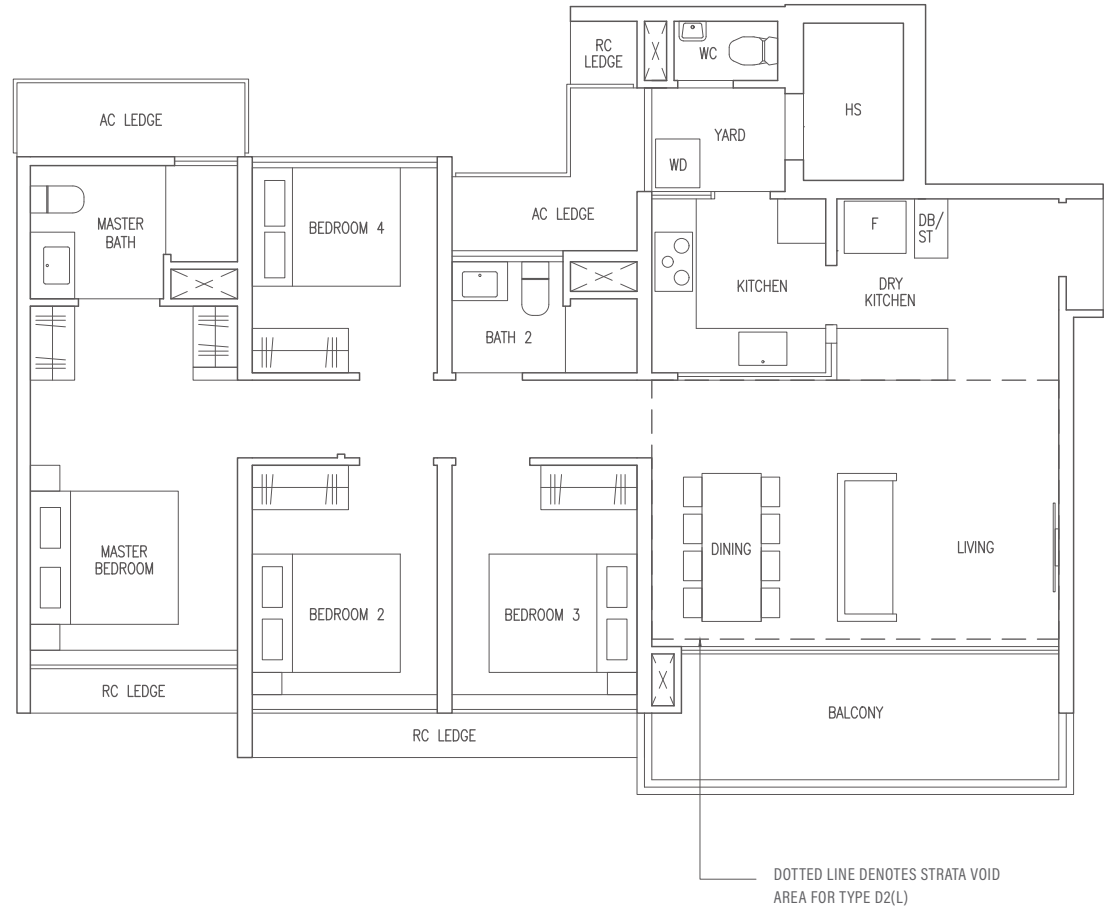 RC
LEDGE
WC
HS
AC LEDGE
YARD
WD
MASTER
BATH
BEDROOM 4
AC LEDGE
F
DB/
ST
KITCHEN
DRY
KITCHEN
BATH 2
MASTER
BEDROOM
DINING
LIVING
BEDROOM 2
BEDROOM 3
RC LEDGE
BALCONY
RC LEDGE
DOTTED LINE DENOTES STRATA VOID
AREA FOR TYPE D2(L)